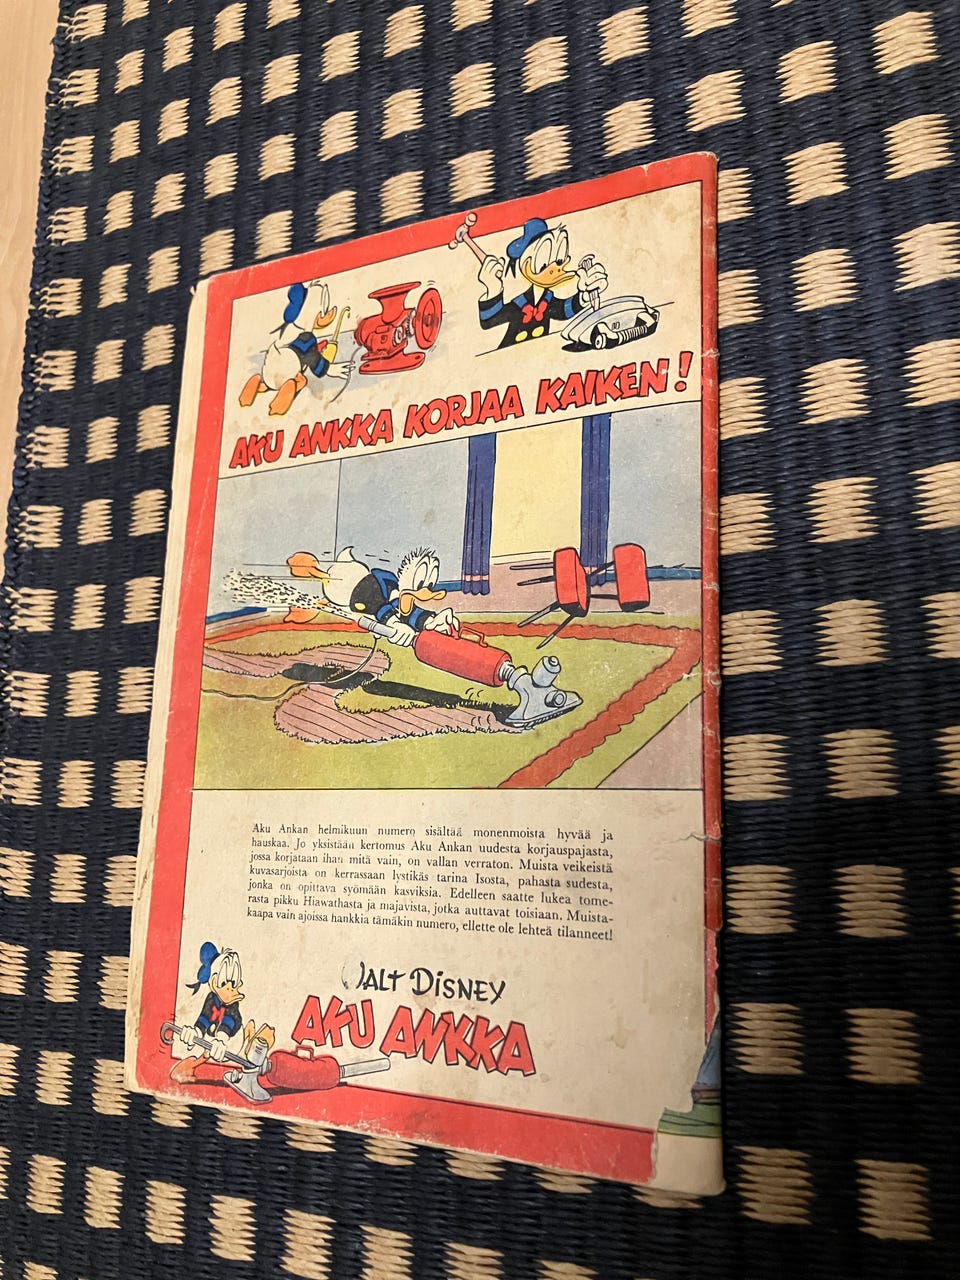 AKU ANKKA KORJAA KAIKEN!
Aku Ankan helmikuun numero sisältää monenmoista hyvää ja
hauskaa. Jo yksistään kertomus Aku Ankan uudesta korjauspajasta,
jossa korjataan ihan mitä vain, on vallan verraton. Muista veikeistä
kuvasarjoista on kerrassaan lystikäs tarina Isosta, pahasta sudesta,
jonka on opittava syömään kasviksia. Edelleen saatte lukea tome-
rasta pikku Hiawathasta ja majavista, jotka auttavat toisiaan. Muista-
kaapa vain ajoissa hankkia tämäkin numero, ellette ole lehteä tilanneet!
WALT DISNEY
AKU ANKKA